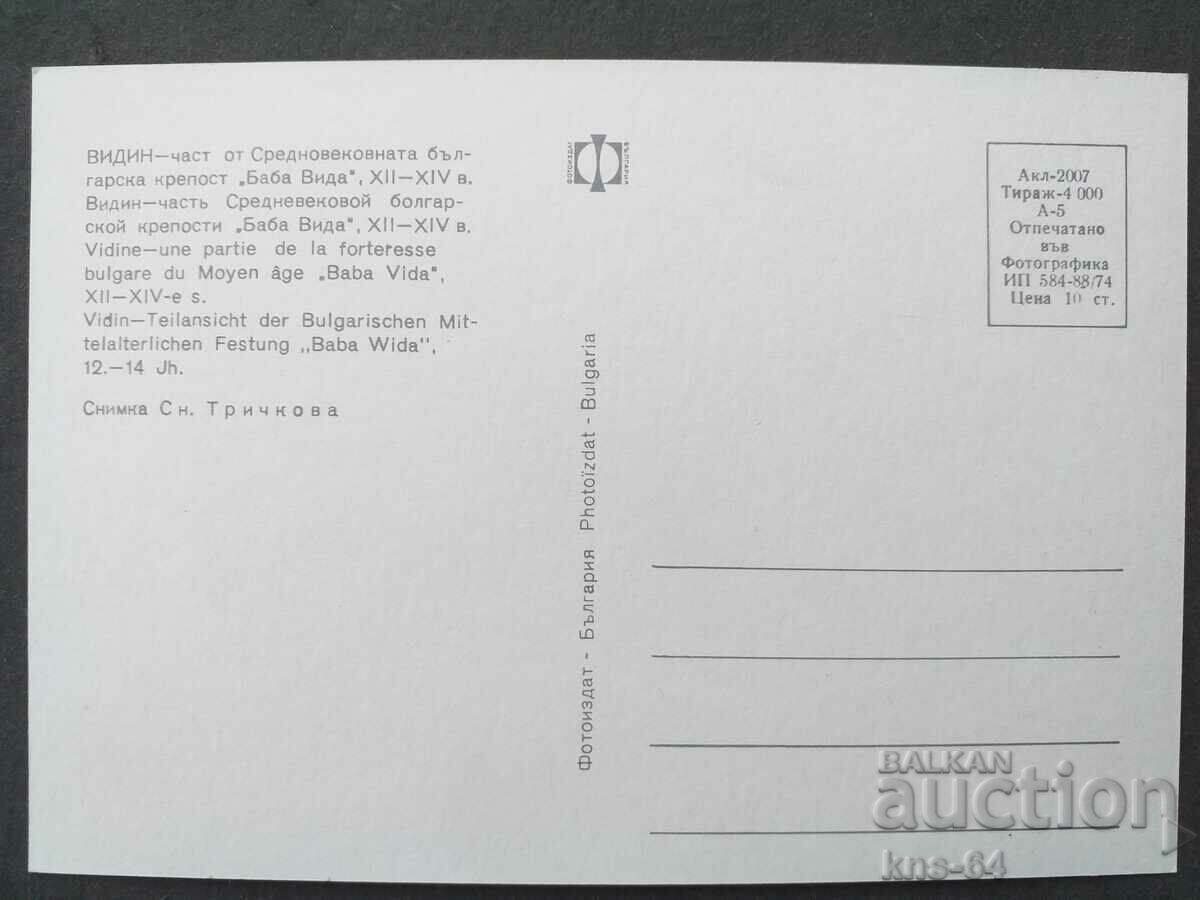 ВИДИН—част от Средновековната бъл-
гарска крепост „Баба Вида", XII—XIV в.
Видин—часть Средневековой болгар-
ской крепости „Баба Вида", XII—XIV в.
Vidine—une partie de la forteresse
bulgare du Moyen âge „Baba Vida",
XII—XIV-e s.
Vidin—Teilansicht der Bulgarischen Mit-
telalterlichen Festung „Baba Wida",
12.—14 Jh.
Снимка Сн. Тричкова
ФОТОИЗДАТ
БЪЛГАРИЯ
Фотоиздат - България Photoïzdat - Bulgaria
Акл-2007
Тираж-4 000
А-5
Отпечатано
във
Фотографика
ИП 584-88/74
Цена 10 ст.
BALKAN
auction
kns-64